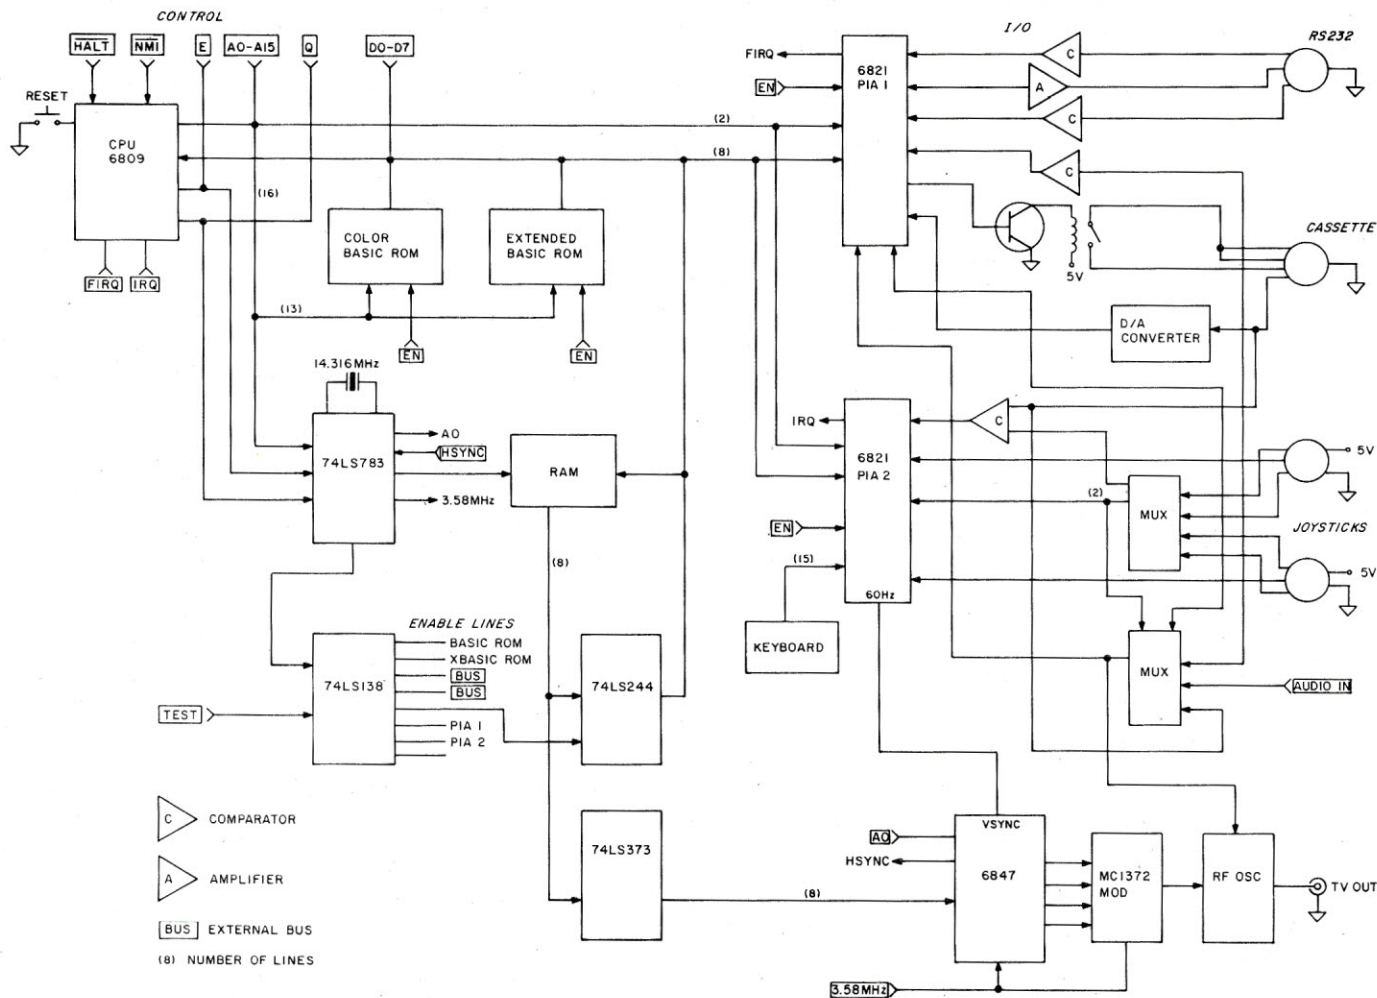 CONTROL
HALT NMI E A0-A15 Q D0-D7
RESET
CPU
6809
(16)
FIRQ IRQ
(2)
(8)
COLOR
BASIC ROM
EXTENDED
BASIC ROM
(13)
EN
EN
14.316MHz
74LS783
A0
HSYNC
3.58MHz
RAM
(8)
ENABLE LINES
BASIC ROM
XBASIC ROM
BUS
BUS
PIA 1
PIA 2
74LS138
TEST
74LS244
74LS373
(8)
C COMPARATOR
A AMPLIFIER
BUS EXTERNAL BUS
(8) NUMBER OF LINES
I/O
RS232
FIRQ
EN
6821
PIA 1
C
A
C
C
5V
CASSETTE
D/A
CONVERTER
IRQ
6821
PIA 2
C
EN
(15)
60Hz
KEYBOARD
(2)
MUX
5V
JOYSTICKS
5V
MUX
AUDIO IN
VSYNC
A0
HSYNC
6847
MC1372
MOD
RF OSC
TV OUT
3.58MHz